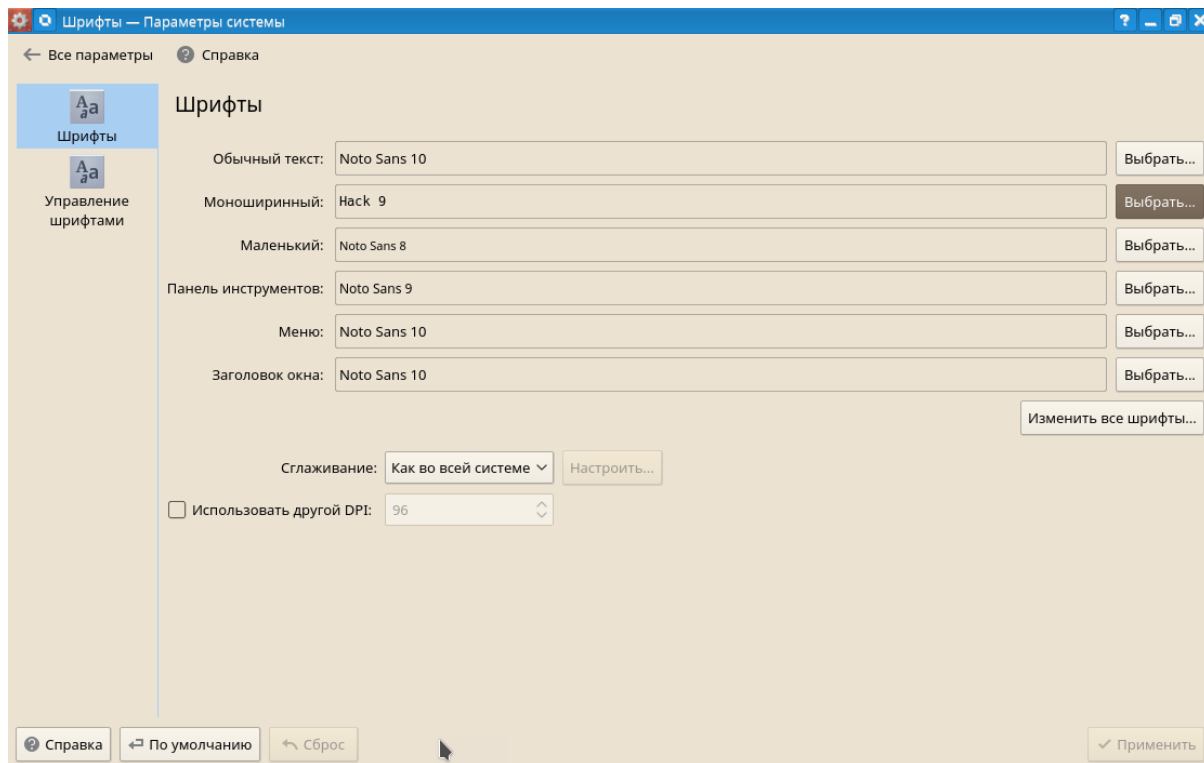 Шрифты — Параметры системы
Все параметры Справка
Шрифты
Управление
шрифтами
Шрифты
Обычный текст: Noto Sans 10 Выбрать...
Моноширинный: Hack 9 Выбрать...
Маленький: Noto Sans 8 Выбрать...
Панель инструментов: Noto Sans 9 Выбрать...
Меню: Noto Sans 10 Выбрать...
Заголовок окна: Noto Sans 10 Выбрать...
Изменить все шрифты...
Сглаживание: Как во всей системе Настроить...
Использовать другой DPI: 96
Справка По умолчанию Сброс Применить